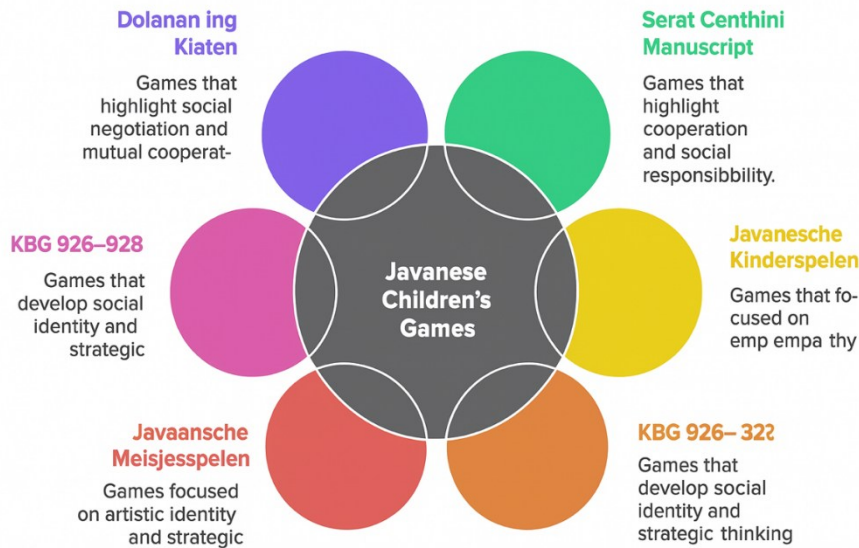 Dolanan ing
Kiaten
Games that
highlight social
negotiation and
mutual cooperat-
Serat Centhini
Manuscript
Games that
highlight
cooperation
and social
responsibbility.
KBG 926–928
Games that
develop social
identity and
strategic
Javanese
Children's
Games
Javanesche
Kinderspelen
Games that fo-
cused on
emp empa thy
Javaansche
Meisjesspelen
Games focused
on artistic identity
and strategic
KBG 926– 322
Games that
develop social
identity and
strategic thinking